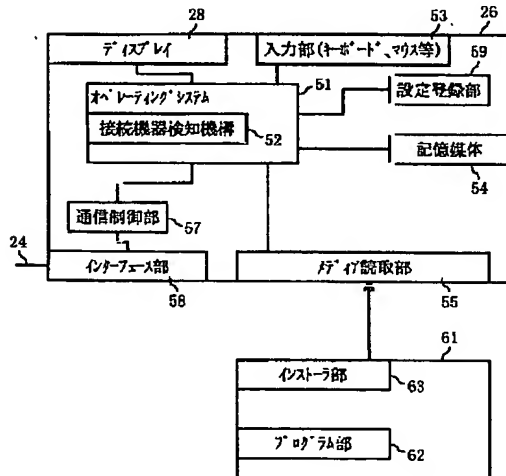 28
53
26
ディスプレイ
入力部(キーボード、マウス等)
59
51
オペレーティングシステム
設定登録部
接続機器検知機構
52
記憶媒体
54
通信制御部
57
24
インターフェース部
メディア読取部
58
55
61
インストーラ部
63
プログラム部
62